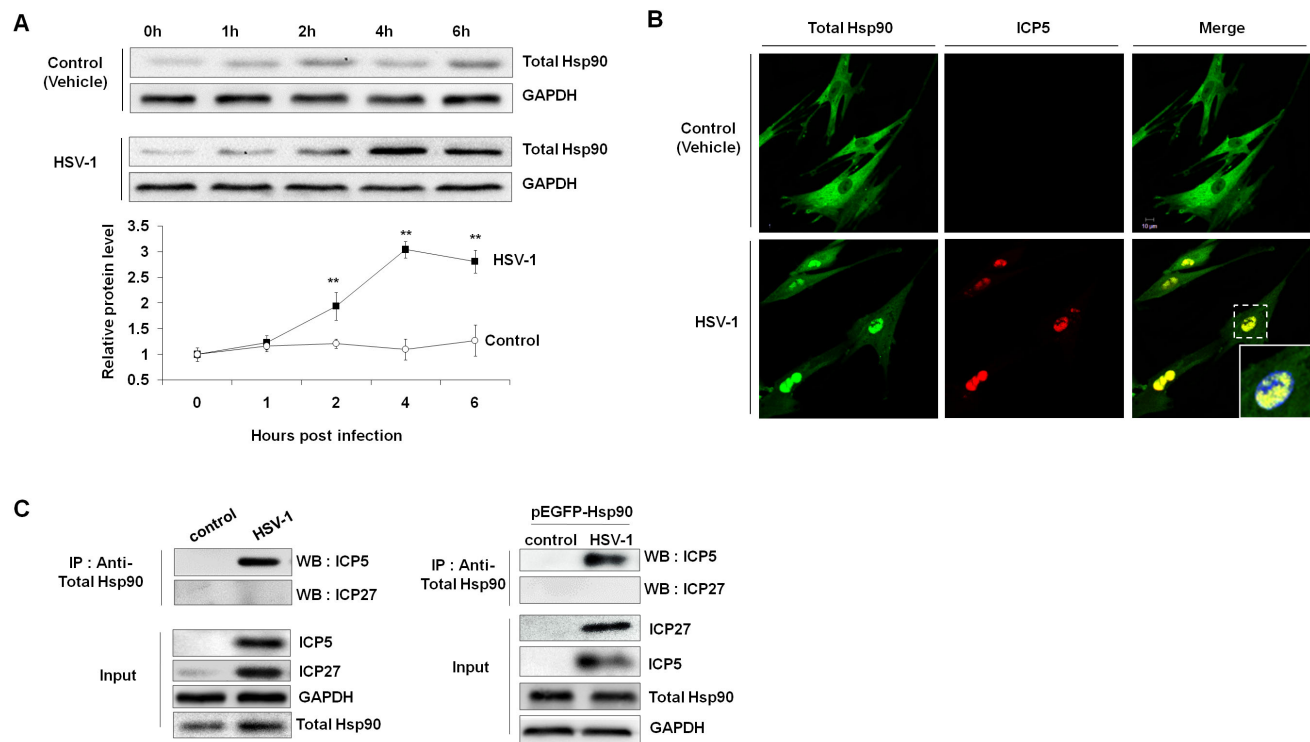 A
0h 1h 2h 4h 6h
Control
(Vehicle)
Total Hsp90
GAPDH
HSV-1
Total Hsp90
GAPDH
Relative protein level
3.5
3
2.5
2
1.5
1
0.5
**
**
**
HSV-1
Control
0 1 2 4 6
Hours post infection
B
Total Hsp90 ICP5 Merge
Control
(Vehicle)
10 μm
HSV-1
C
control HSV-1
IP : Anti-
Total Hsp90
WB : ICP5
WB : ICP27
Input
ICP5
ICP27
GAPDH
Total Hsp90
pEGFP-Hsp90
control HSV-1
IP : Anti-
Total Hsp90
WB : ICP5
WB : ICP27
Input
ICP27
ICP5
Total Hsp90
GAPDH